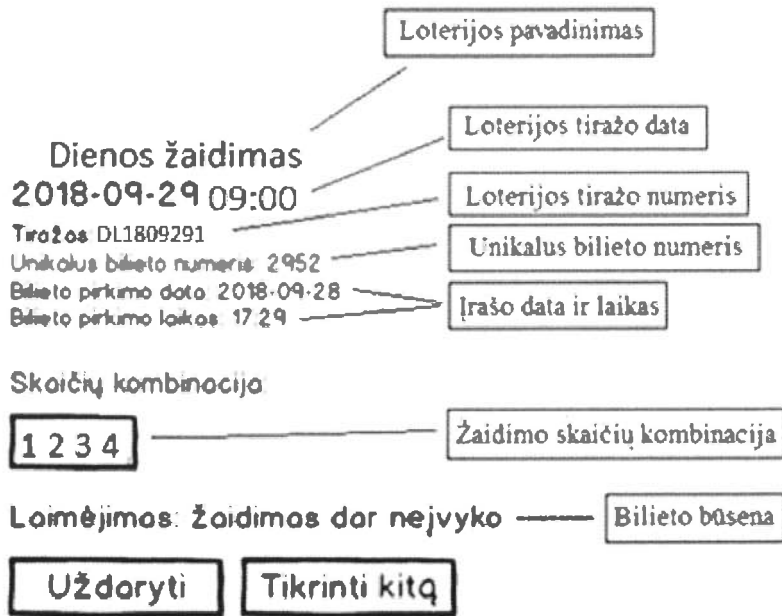 Loterijos pavadinimas
Loterijos tiražo data
Dienos žaidimas
2018-09-29 09:00
Loterijos tiražo numeris
Tiražas DL1809291
Unikalus bilieto numeris
Unikalus bilieto numeris: 2952
Bilieto pirkimo data: 2018-09-28
Įrašo data ir laikas
Bilieto pirkimo laikas: 17:29
Skaičių kombinacija:
1 2 3 4
Žaidimo skaičių kombinacija
Laimėjimas: žaidimas dar neįvyko
Bilieto būsena
Uždaryti
Tikrinti kitą